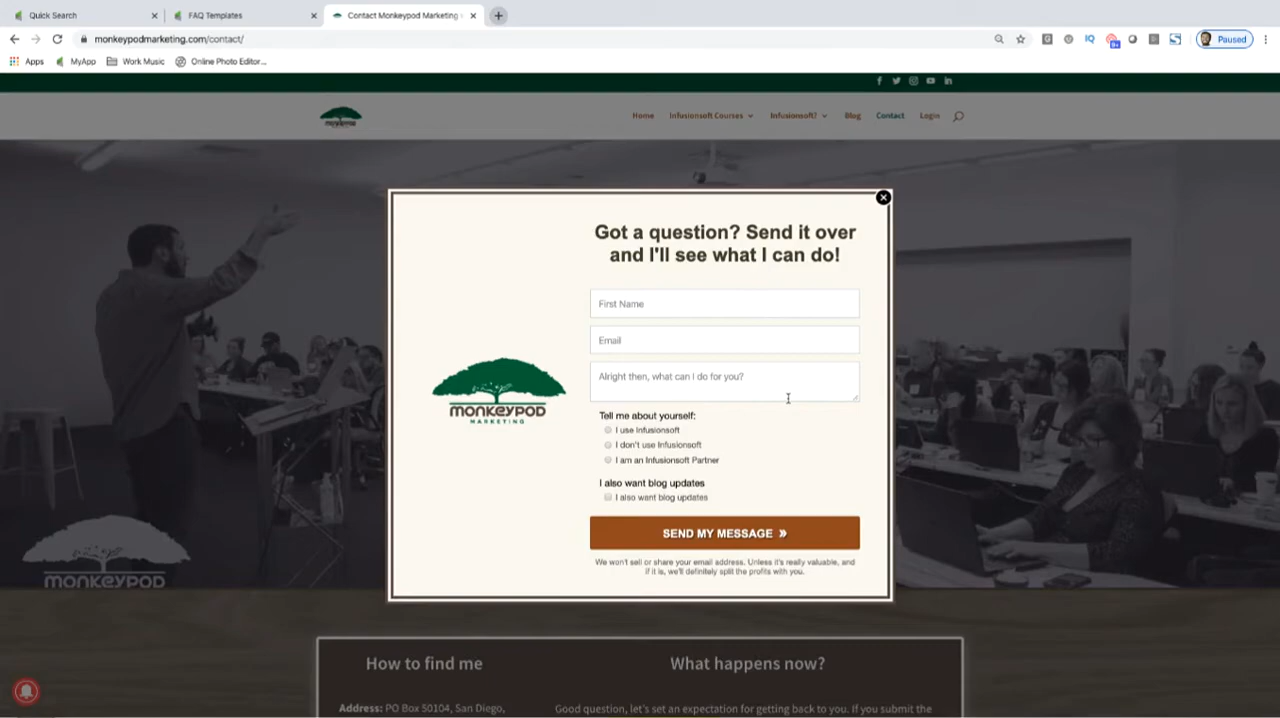 Quick Search
FAQ Templates
Contact Monkeypod Marketing
monkeypodmarketing.com/contact/
Paused
Apps
MyApp
Work Music
Online Photo Editor...
Home
Infusionsoft Courses
Infusionsoft?
Blog
Contact
Login
Got a question? Send it over
and I'll see what I can do!
First Name
Email
Alright then, what can I do for you?
MONKEYPOD
MARKETING
Tell me about yourself:
I use Infusionsoft
I don't use Infusionsoft
I am an Infusionsoft Partner
I also want blog updates
I also want blog updates
SEND MY MESSAGE »
We won't sell or share your email address. Unless it's really valuable, and
if it is, we'll definitely split the profits with you.
MONKEYPOD
How to find me
What happens now?
Address: PO Box 50104, San Diego,
Good question, let's set an expectation for getting back to you. If you submit the